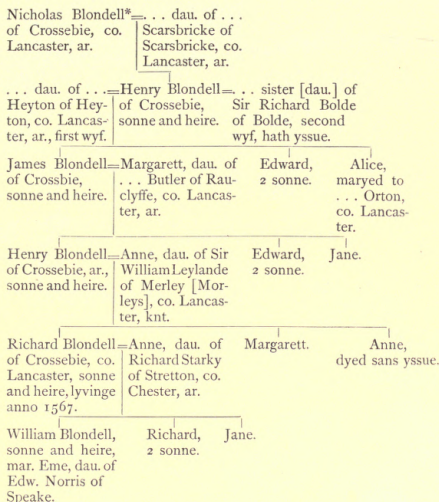 Nicholas Blondell*=. . . dau. of . . .
of Crossebie, co. Scarsbricke of
Lancaster, ar. Scarsbricke, co.
Lancaster, ar.
. . . dau. of . . .=Henry Blondell=. . . sister [dau.] of
Heyton of Hey- of Crossebie, Sir Richard Bolde
ton, co. Lancas- sonne and heire. of Bolde, second
ter, ar., first wyf. wyf, hath yssue.
James Blondell=Margarett, dau. of Edward, Alice,
of Crossbie, . . . Butler of Rau- 2 sonne. maryed to
sonne and heire. clyffe, co. Lancas- . . . Orton,
ter, ar. co. Lancas-
ter.
Henry Blondell=Anne, dau. of Sir Edward, Jane.
of Crossebie, ar., William Leylande 2 sonne.
sonne and heire. of Merley [Mor-
leys], co. Lancas-
ter, knt.
Richard Blondell=Anne, dau. of Margarett. Anne,
of Crossebie, co. Richard Starky dyed sans yssue.
Lancaster, sonne of Stretton, co.
and heire, lyvinge Chester, ar.
anno 1567.
William Blondell, Richard, Jane.
sonne and heire, 2 sonne.
mar. Eme, dau. of
Edw. Norris of
Speake.